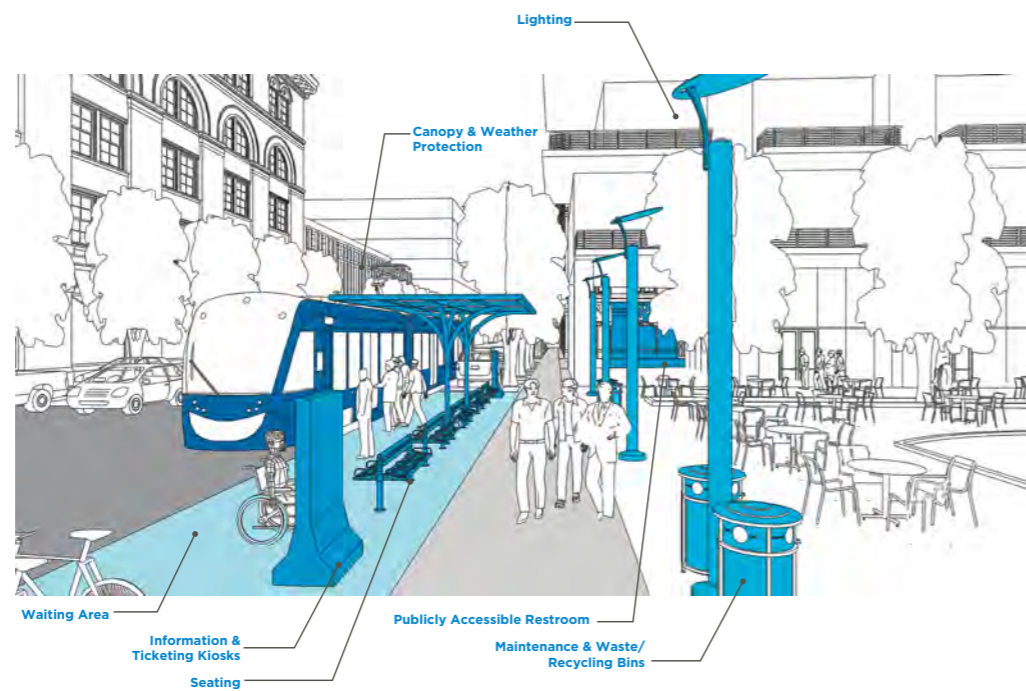 Lighting
Canopy & Weather
Protection
Waiting Area
Information &
Ticketing Kiosks
Seating
Publicly Accessible Restroom
Maintenance & Waste/
Recycling Bins